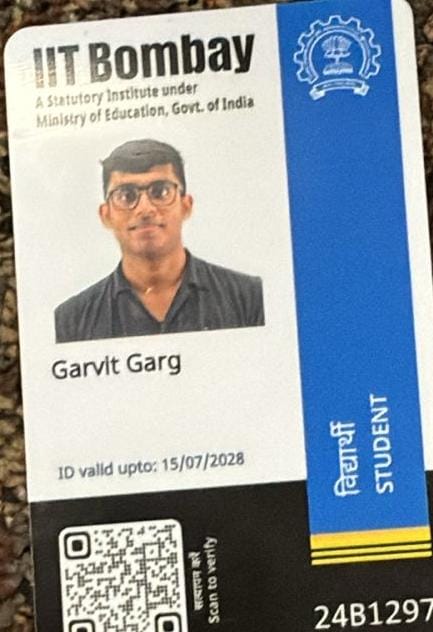 IIT Bombay
A Statutory Institute under
Ministry of Education, Govt. of India
Garvit Garg
ID valid upto: 15/07/2028
विद्यार्थी
STUDENT
सत्यापन करें
Scan to verify
24B1297